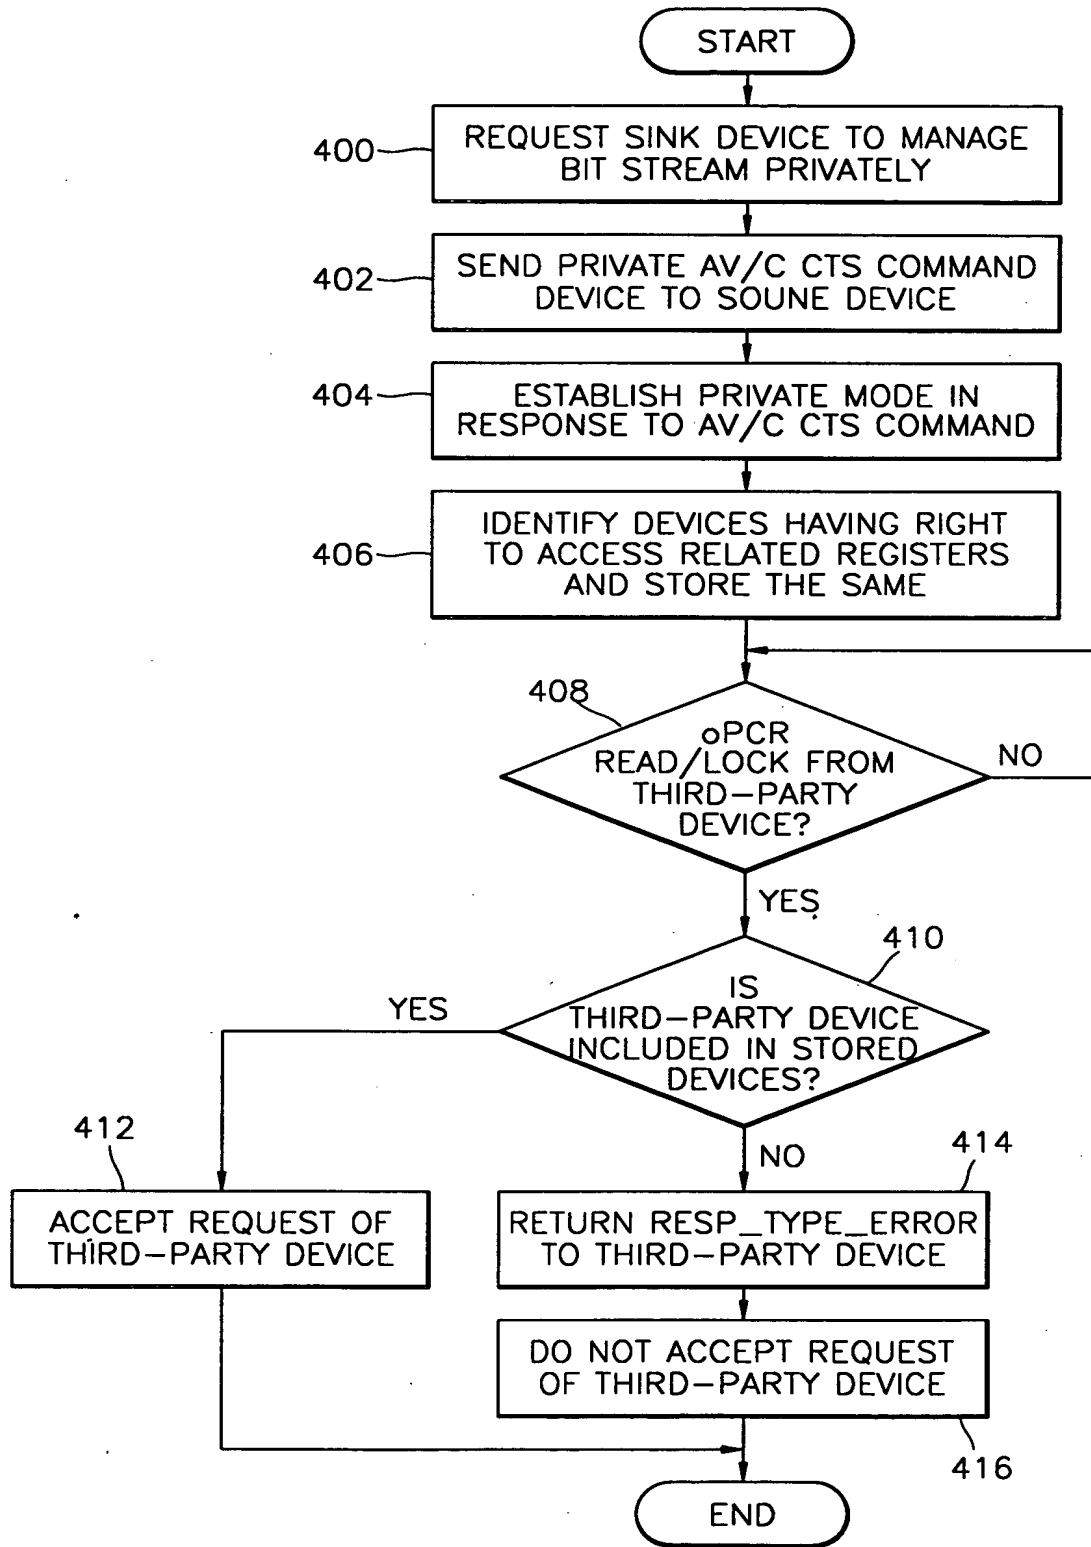 START
400
REQUEST SINK DEVICE TO MANAGE
BIT STREAM PRIVATELY
402
SEND PRIVATE AV/C CTS COMMAND
DEVICE TO SOUNE DEVICE
404
ESTABLISH PRIVATE MODE IN
RESPONSE TO AV/C CTS COMMAND
406
IDENTIFY DEVICES HAVING RIGHT
TO ACCESS RELATED REGISTERS
AND STORE THE SAME
408
oPCR
READ/LOCK FROM
THIRD-PARTY
DEVICE?
NO
YES
410
IS
THIRD-PARTY DEVICE
INCLUDED IN STORED
DEVICES?
YES
NO
412
ACCEPT REQUEST OF
THIRD-PARTY DEVICE
414
RETURN RESP_TYPE_ERROR
TO THIRD-PARTY DEVICE
DO NOT ACCEPT REQUEST
OF THIRD-PARTY DEVICE
416
END